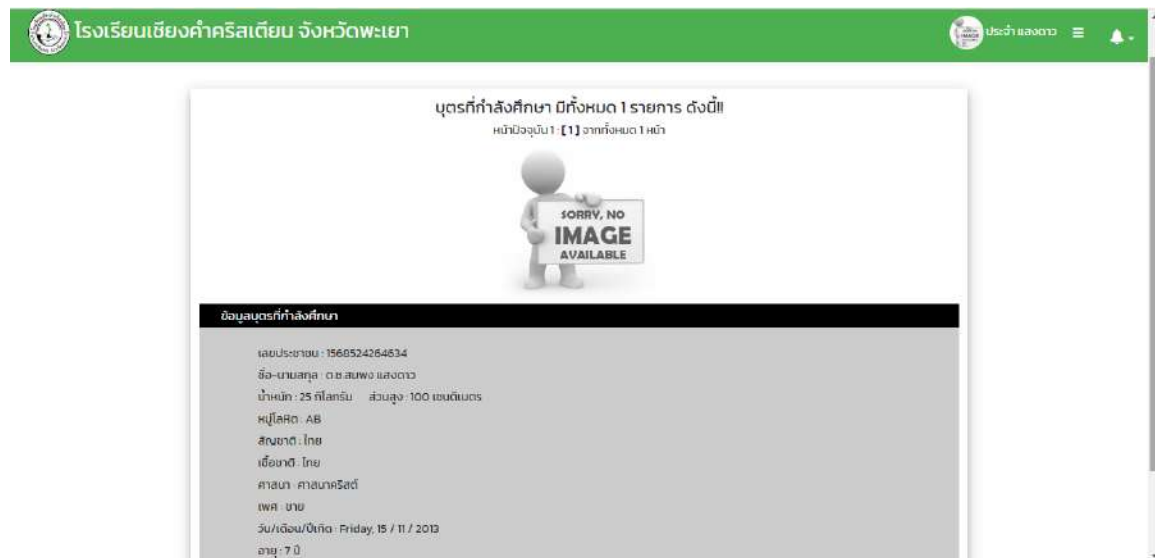 โรงเรียนเชียงคำคริสเตียน จังหวัดพะเยา
ประจำ แสงดาว
บุตรที่กำลังศึกษา มีทั้งหมด 1 รายการ ดังนี้!!
หน้าปัจจุบัน 1 : [ 1 ] จากทั้งหมด 1 หน้า
SORRY, NO
IMAGE
AVAILABLE
ข้อมูลบุตรที่กำลังศึกษา
เลขประชาชน : 1560524264634
ชื่อ-นามสกุล : ด.ช.สมพง แสงดาว
น้ำหนัก : 25 กิโลกรัม ส่วนสูง : 100 เซนติเมตร
หมู่โลหิต : AB
สัญชาติ : ไทย
เชื้อชาติ : ไทย
ศาสนา : ศาสนาคริสต์
เพศ : ชาย
วัน/เดือน/ปีเกิด : Friday, 15 / 11 / 2013
อายุ : 7 ปี